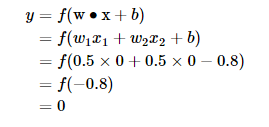 y = f(w • x + b)
= f(w₁x₁ + w₂x₂ + b)
= f(0.5 × 0 + 0.5 × 0 − 0.8)
= f(−0.8)
= 0